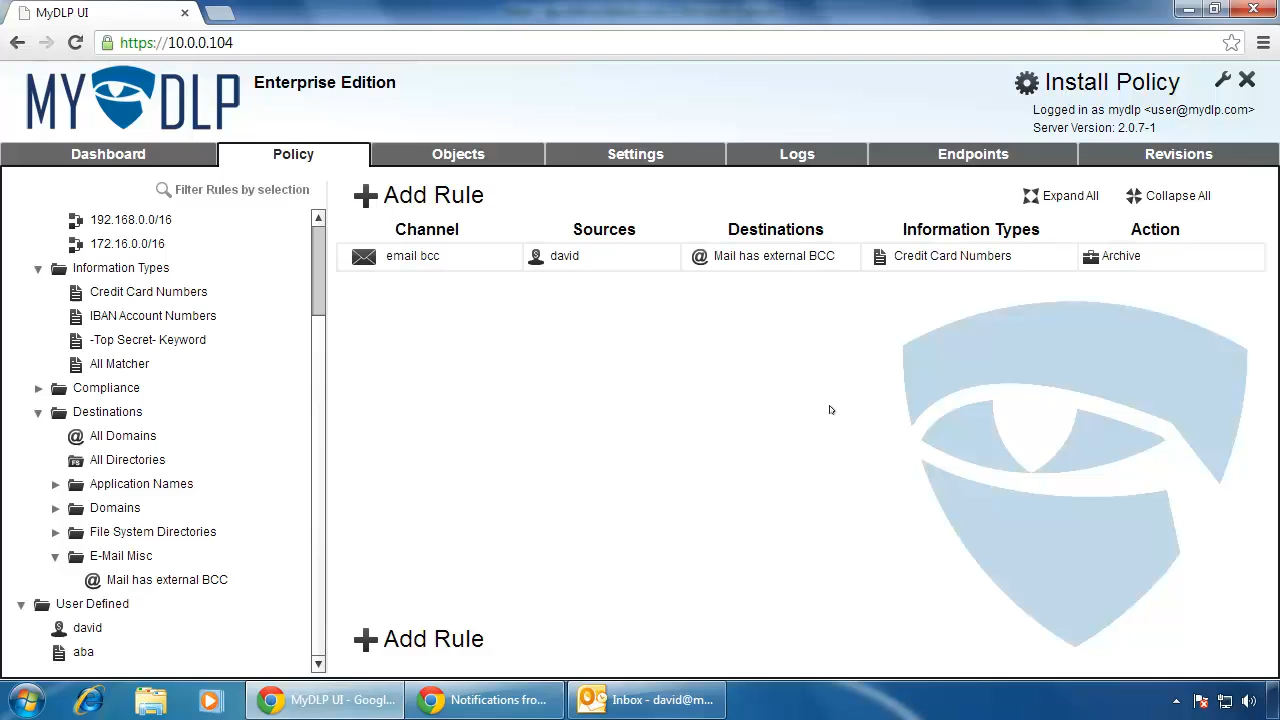 MyDLP UI
https://10.0.0.104
MY DLP
Enterprise Edition
Install Policy
Logged in as mydlp <user@mydlp.com>
Server Version: 2.0.7-1
Dashboard
Policy
Objects
Settings
Logs
Endpoints
Revisions
Filter Rules by selection
192.168.0.0/16
172.16.0.0/16
Information Types
Credit Card Numbers
IBAN Account Numbers
-Top Secret- Keyword
All Matcher
Compliance
Destinations
All Domains
All Directories
Application Names
Domains
File System Directories
E-Mail Misc
Mail has external BCC
User Defined
david
aba
Add Rule
Expand All
Collapse All
Channel Sources Destinations Information Types Action
email bcc david Mail has external BCC Credit Card Numbers Archive
Add Rule
MyDLP UI - Googl...
Notifications fro...
Inbox - david@m...